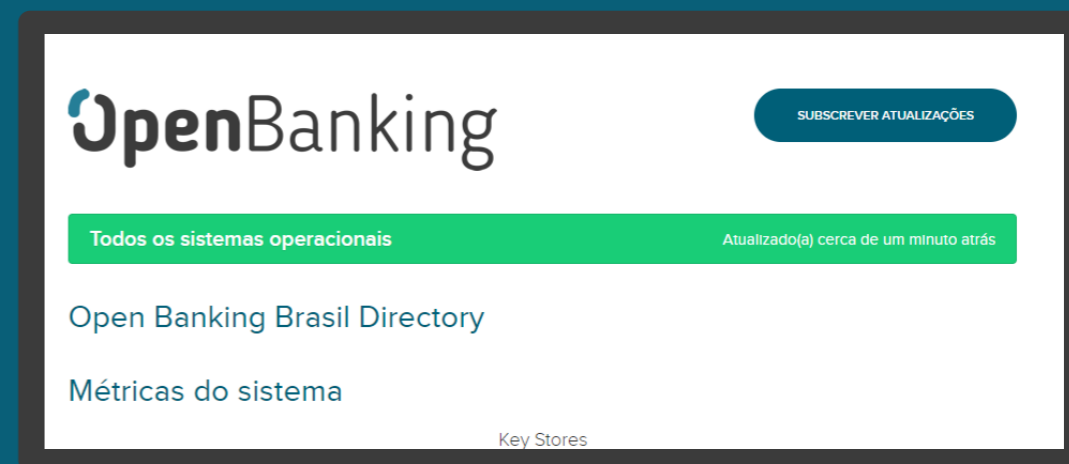 OpenBanking
SUBSCREVER ATUALIZAÇÕES
Todos os sistemas operacionais
Atualizado(a) cerca de um minuto atrás
Open Banking Brasil Directory
Métricas do sistema
Key Stores